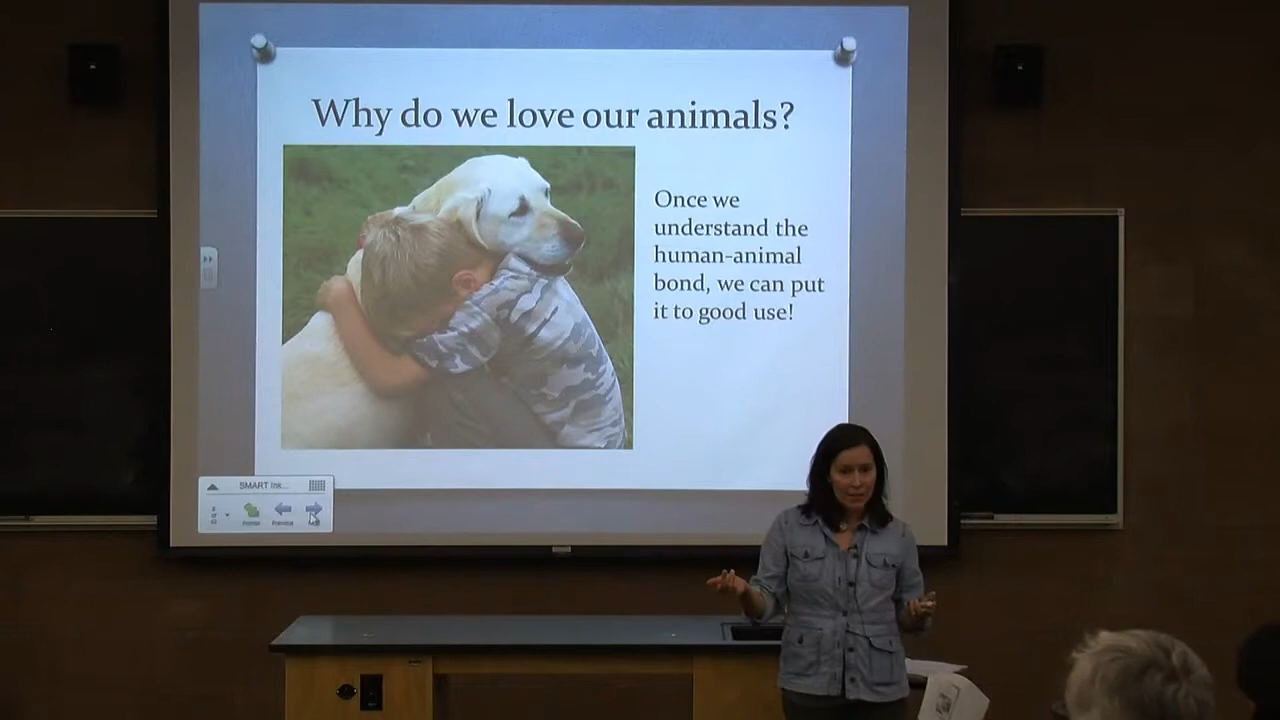 Why do we love our animals?
Once we
understand the
human-animal
bond, we can put
it to good use!
SMART Ink...
Previous